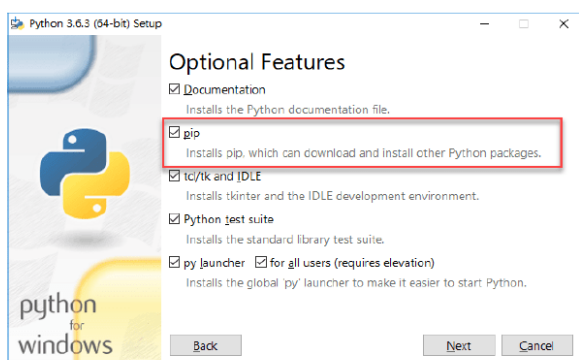 Python 3.6.3 (64-bit) Setup
Optional Features
Documentation
Installs the Python documentation file.
pip
Installs pip, which can download and install other Python packages.
tcl/tk and IDLE
Installs tkinter and the IDLE development environment.
Python test suite
Installs the standard library test suite.
py launcher for all users (requires elevation)
Installs the global 'py' launcher to make it easier to start Python.
python
for
windows
Back Next Cancel